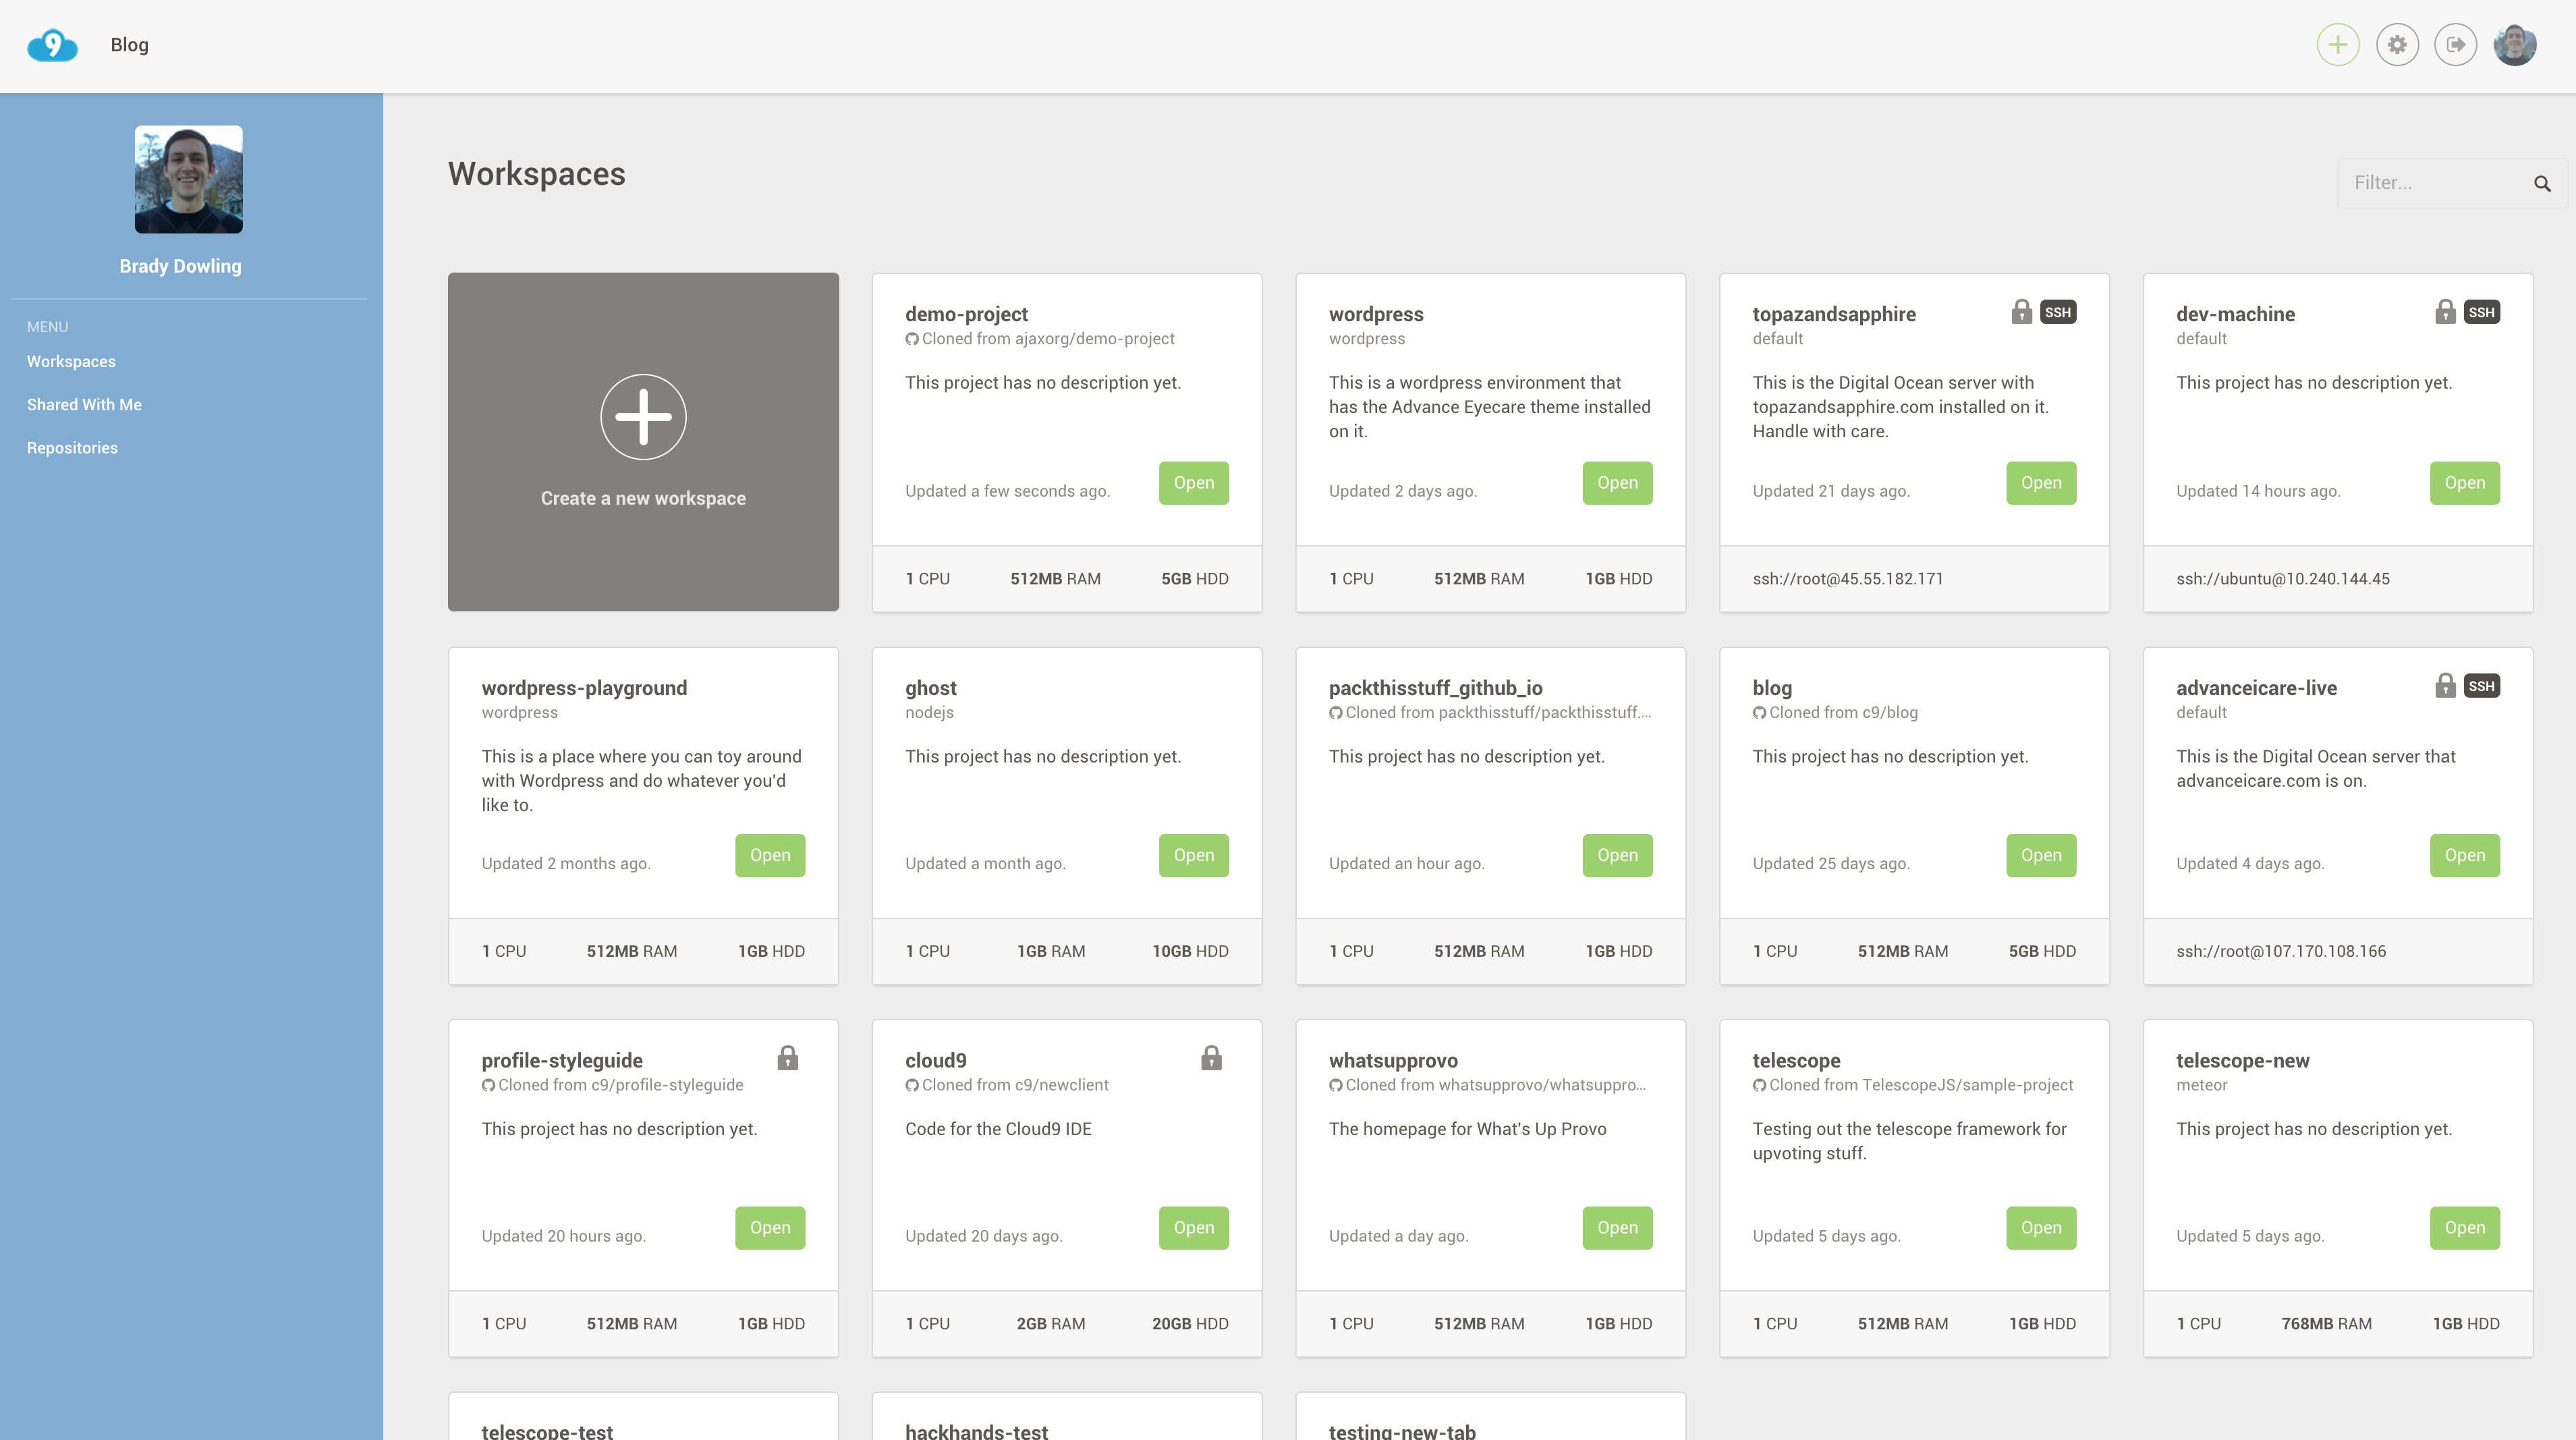 9
Blog
Brady Dowling
MENU
Workspaces
Shared With Me
Repositories
Workspaces
Filter...
Create a new workspace
demo-project
Cloned from ajaxorg/demo-project
This project has no description yet.
Updated a few seconds ago.
Open
1 CPU 512MB RAM 5GB HDD
wordpress
wordpress
This is a wordpress environment that
has the Advance Eyecare theme installed
on it.
Updated 2 days ago.
Open
1 CPU 512MB RAM 1GB HDD
topazandsapphire
SSH
default
This is the Digital Ocean server with
topazandsapphire.com installed on it.
Handle with care.
Updated 21 days ago.
Open
ssh://root@45.55.182.171
dev-machine
SSH
default
This project has no description yet.
Updated 14 hours ago.
Open
ssh://ubuntu@10.240.144.45
wordpress-playground
wordpress
This is a place where you can toy around
with Wordpress and do whatever you'd
like to.
Updated 2 months ago.
Open
1 CPU 512MB RAM 1GB HDD
ghost
nodejs
This project has no description yet.
Updated a month ago.
Open
1 CPU 1GB RAM 10GB HDD
packthisstuff_github_io
Cloned from packthisstuff/packthisstuff....
This project has no description yet.
Updated an hour ago.
Open
1 CPU 512MB RAM 1GB HDD
blog
Cloned from c9/blog
This project has no description yet.
Updated 25 days ago.
Open
1 CPU 512MB RAM 5GB HDD
advanceicare-live
SSH
default
This is the Digital Ocean server that
advanceicare.com is on.
Updated 4 days ago.
Open
ssh://root@107.170.108.166
profile-styleguide
Cloned from c9/profile-styleguide
This project has no description yet.
Updated 20 hours ago.
Open
1 CPU 512MB RAM 1GB HDD
cloud9
Cloned from c9/newclient
Code for the Cloud9 IDE
Updated 20 days ago.
Open
1 CPU 2GB RAM 20GB HDD
whatsupprovo
Cloned from whatsupprovo/whatsuppro...
The homepage for What's Up Provo
Updated a day ago.
Open
1 CPU 512MB RAM 1GB HDD
telescope
Cloned from TelescopeJS/sample-project
Testing out the telescope framework for
upvoting stuff.
Updated 5 days ago.
Open
1 CPU 512MB RAM 1GB HDD
telescope-new
meteor
This project has no description yet.
Updated 5 days ago.
Open
1 CPU 768MB RAM 1GB HDD
telescope-test
hackhands-test
testing-new-tab